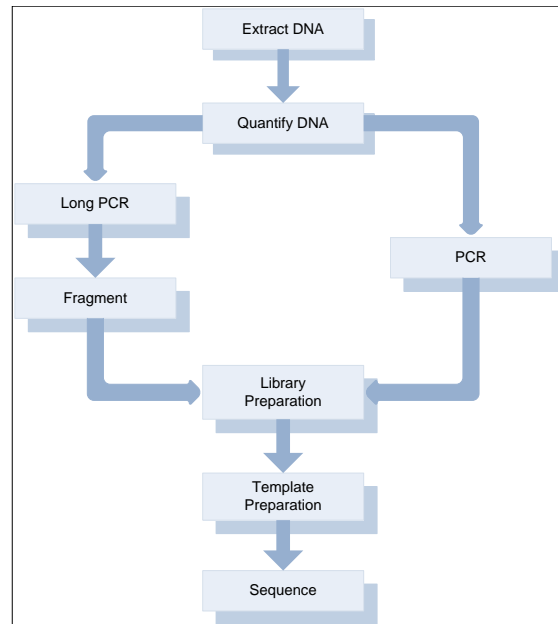 Extract DNA
Quantify DNA
Long PCR
PCR
Fragment
Library
Preparation
Template
Preparation
Sequence